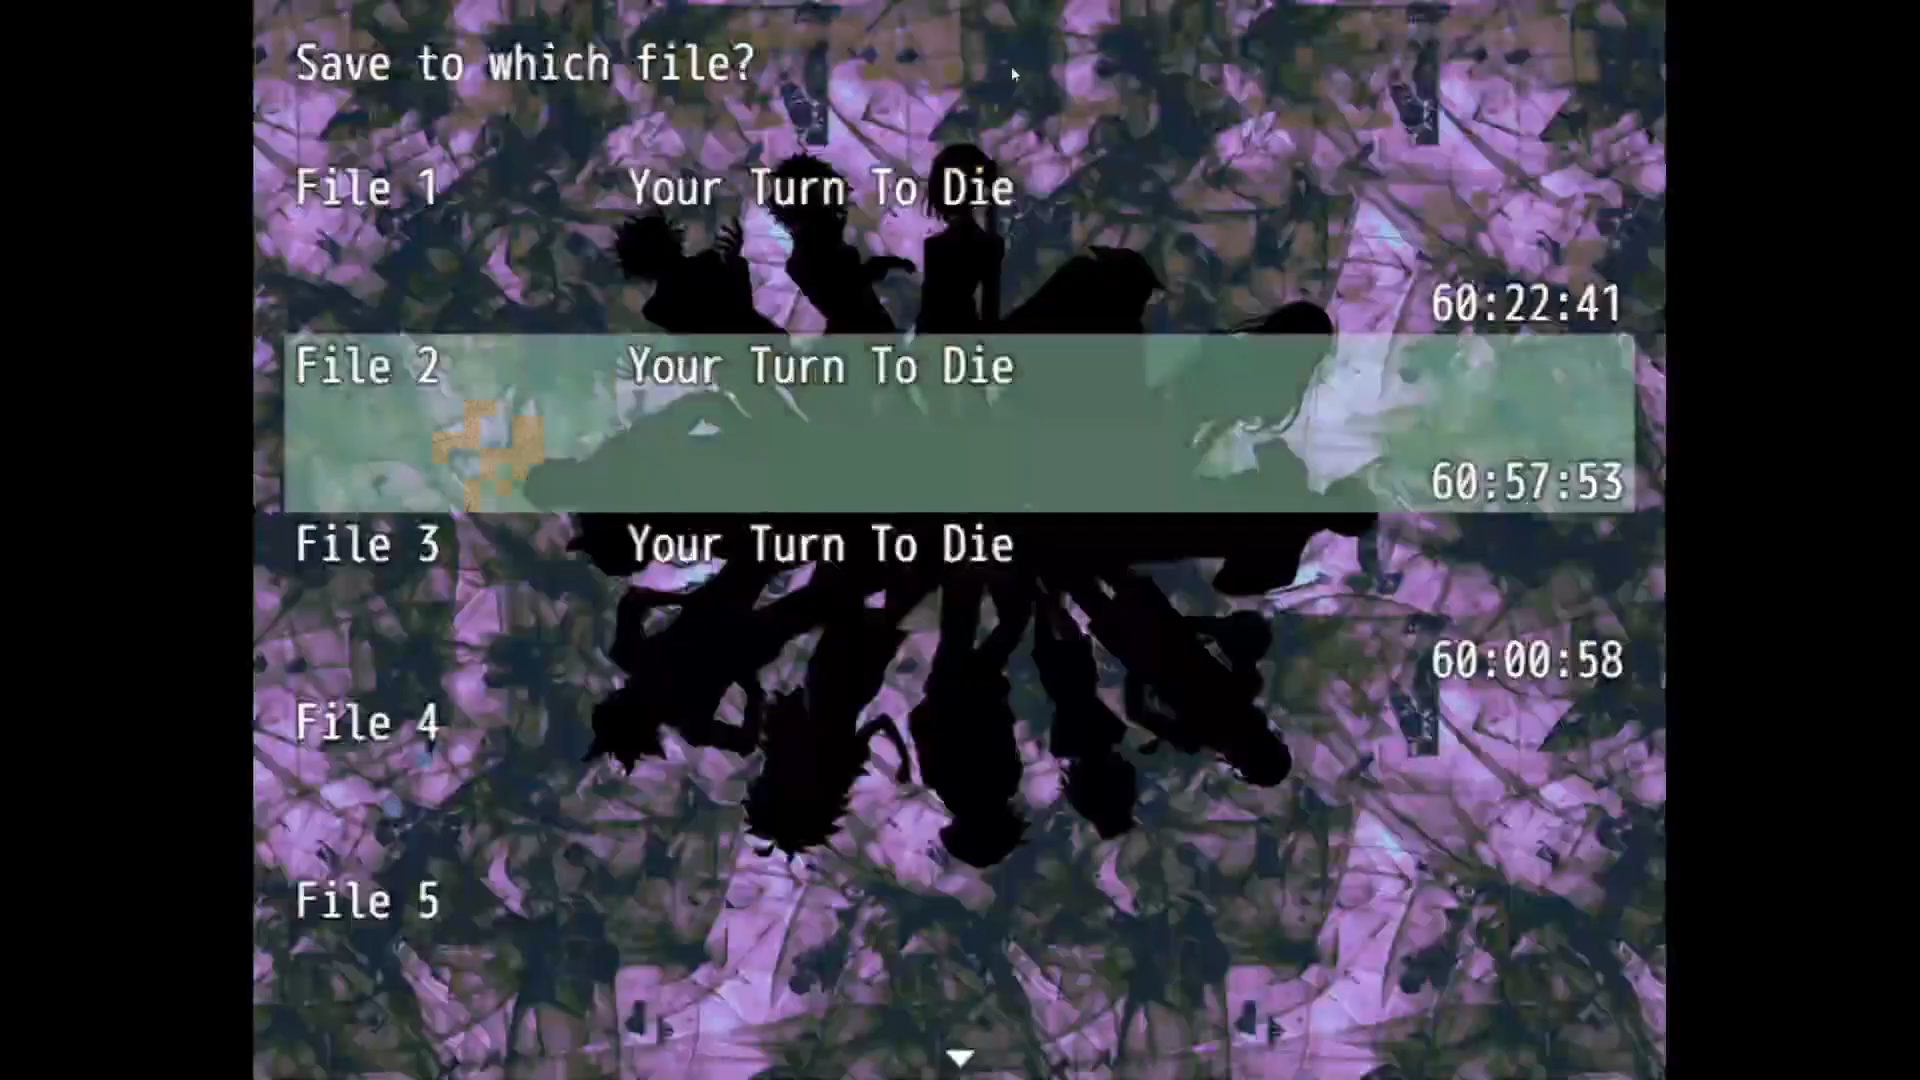 Save to which file?
File 1 Your Turn To Die
60:22:41
File 2 Your Turn To Die
60:57:53
File 3 Your Turn To Die
60:00:58
File 4
File 5